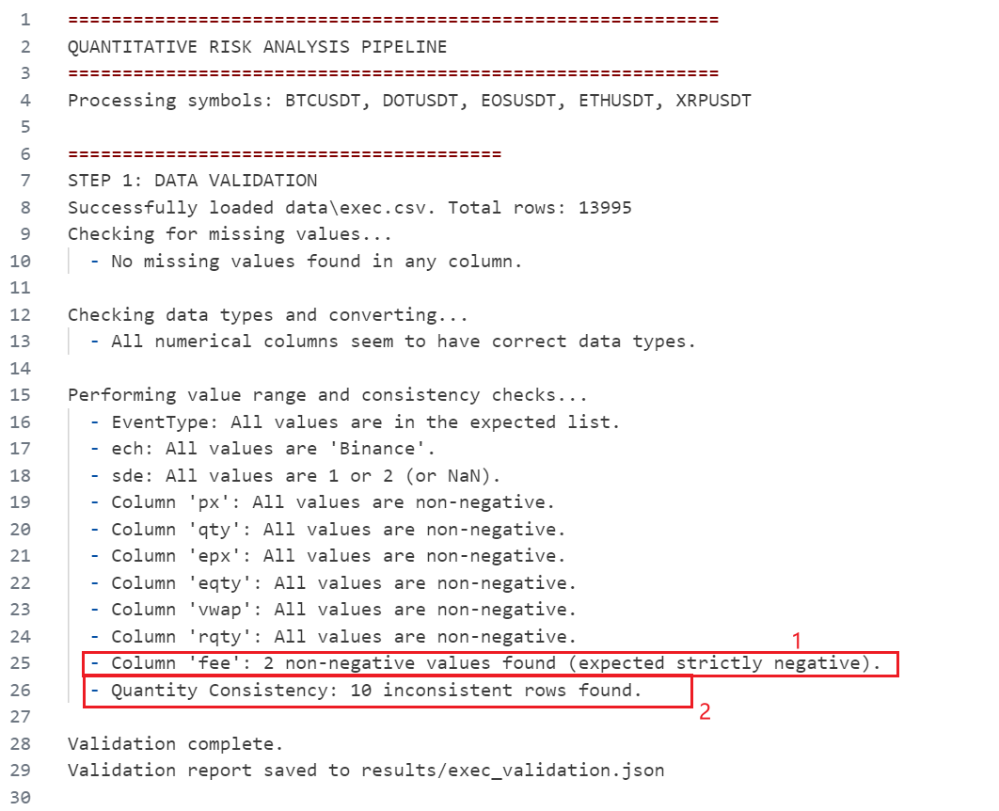 1 ============================================================
2 QUANTITATIVE RISK ANALYSIS PIPELINE
3 ============================================================
4 Processing symbols: BTCUSDT, DOTUSDT, EOSUSDT, ETHUSDT, XRPUSDT
5
6 ========================================
7 STEP 1: DATA VALIDATION
8 Successfully loaded data\exec.csv. Total rows: 13995
9 Checking for missing values...
10 - No missing values found in any column.
11
12 Checking data types and converting...
13 - All numerical columns seem to have correct data types.
14
15 Performing value range and consistency checks...
16 - EventType: All values are in the expected list.
17 - ech: All values are 'Binance'.
18 - sde: All values are 1 or 2 (or NaN).
19 - Column 'px': All values are non-negative.
20 - Column 'qty': All values are non-negative.
21 - Column 'epx': All values are non-negative.
22 - Column 'eqty': All values are non-negative.
23 - Column 'vwap': All values are non-negative.
24 - Column 'rqty': All values are non-negative.
1
25 - Column 'fee': 2 non-negative values found (expected strictly negative).
26 - Quantity Consistency: 10 inconsistent rows found.
2
27
28 Validation complete.
29 Validation report saved to results/exec_validation.json
30